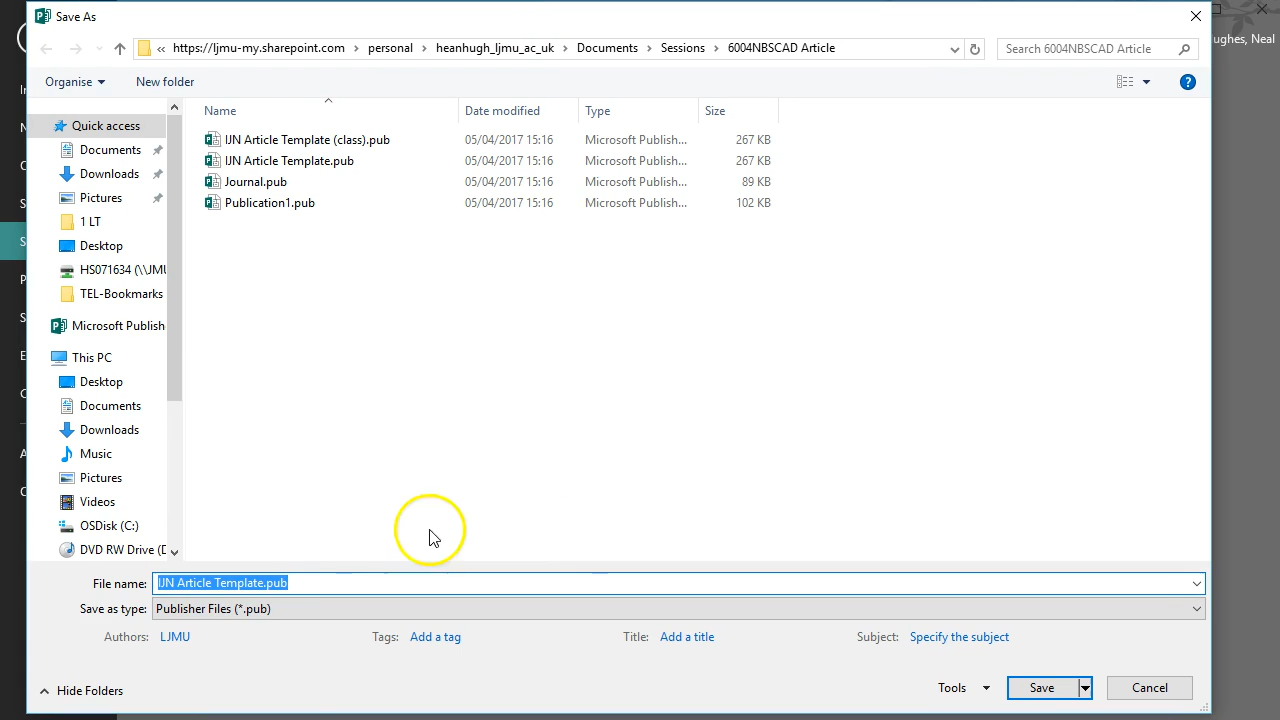 Save As
« https://ljmu-my.sharepoint.com > personal > heanhugn_ljmu_ac_uk > Documents > Sessions > 6004NBSCAD Article
Search 6004NBSCAD Article
ughes, Neal
Organise
New folder
Name
Date modified
Type
Size
Quick access
Documents
Downloads
Pictures
1 LT
Desktop
HS071634 (\\JMU
TEL-Bookmarks
Microsoft Publish
This PC
Desktop
Documents
Downloads
Music
Pictures
Videos
OSDisk (C:)
DVD RW Drive (D
IJN Article Template (class).pub 05/04/2017 15:16 Microsoft Publish... 267 KB
IJN Article Template.pub 05/04/2017 15:16 Microsoft Publish... 267 KB
Journal.pub 05/04/2017 15:16 Microsoft Publish... 89 KB
Publication1.pub 05/04/2017 15:16 Microsoft Publish... 102 KB
File name: IJN Article Template.pub
Save as type: Publisher Files (*.pub)
Authors: LJMU
Tags: Add a tag
Title: Add a title
Subject: Specify the subject
Hide Folders
Tools
Save
Cancel